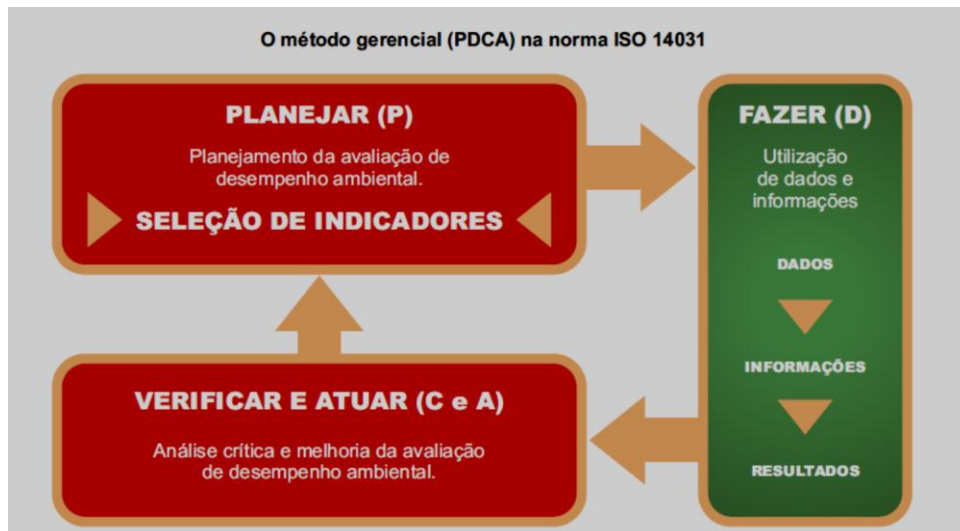 O método gerencial (PDCA) na norma ISO 14031
PLANEJAR (P)
Planejamento da avaliação de
desempenho ambiental.
SELEÇÃO DE INDICADORES
FAZER (D)
Utilização
de dados e
informações
DADOS
INFORMAÇÕES
RESULTADOS
VERIFICAR E ATUAR (C e A)
Análise crítica e melhoria da avaliação
de desempenho ambiental.